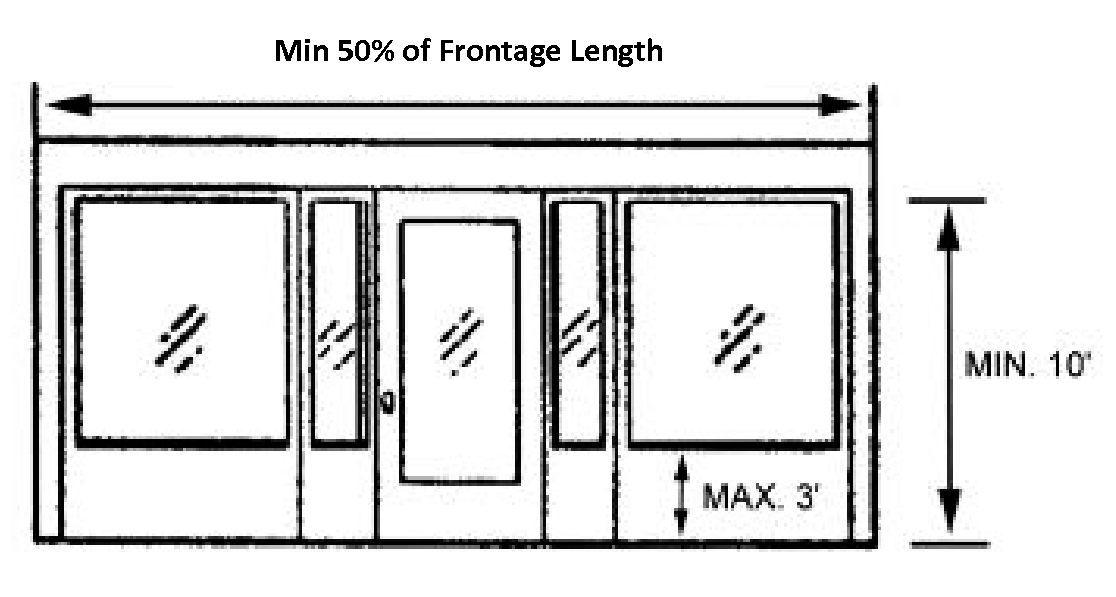 Min 50% of Frontage Length
MIN. 10'
MAX. 3'